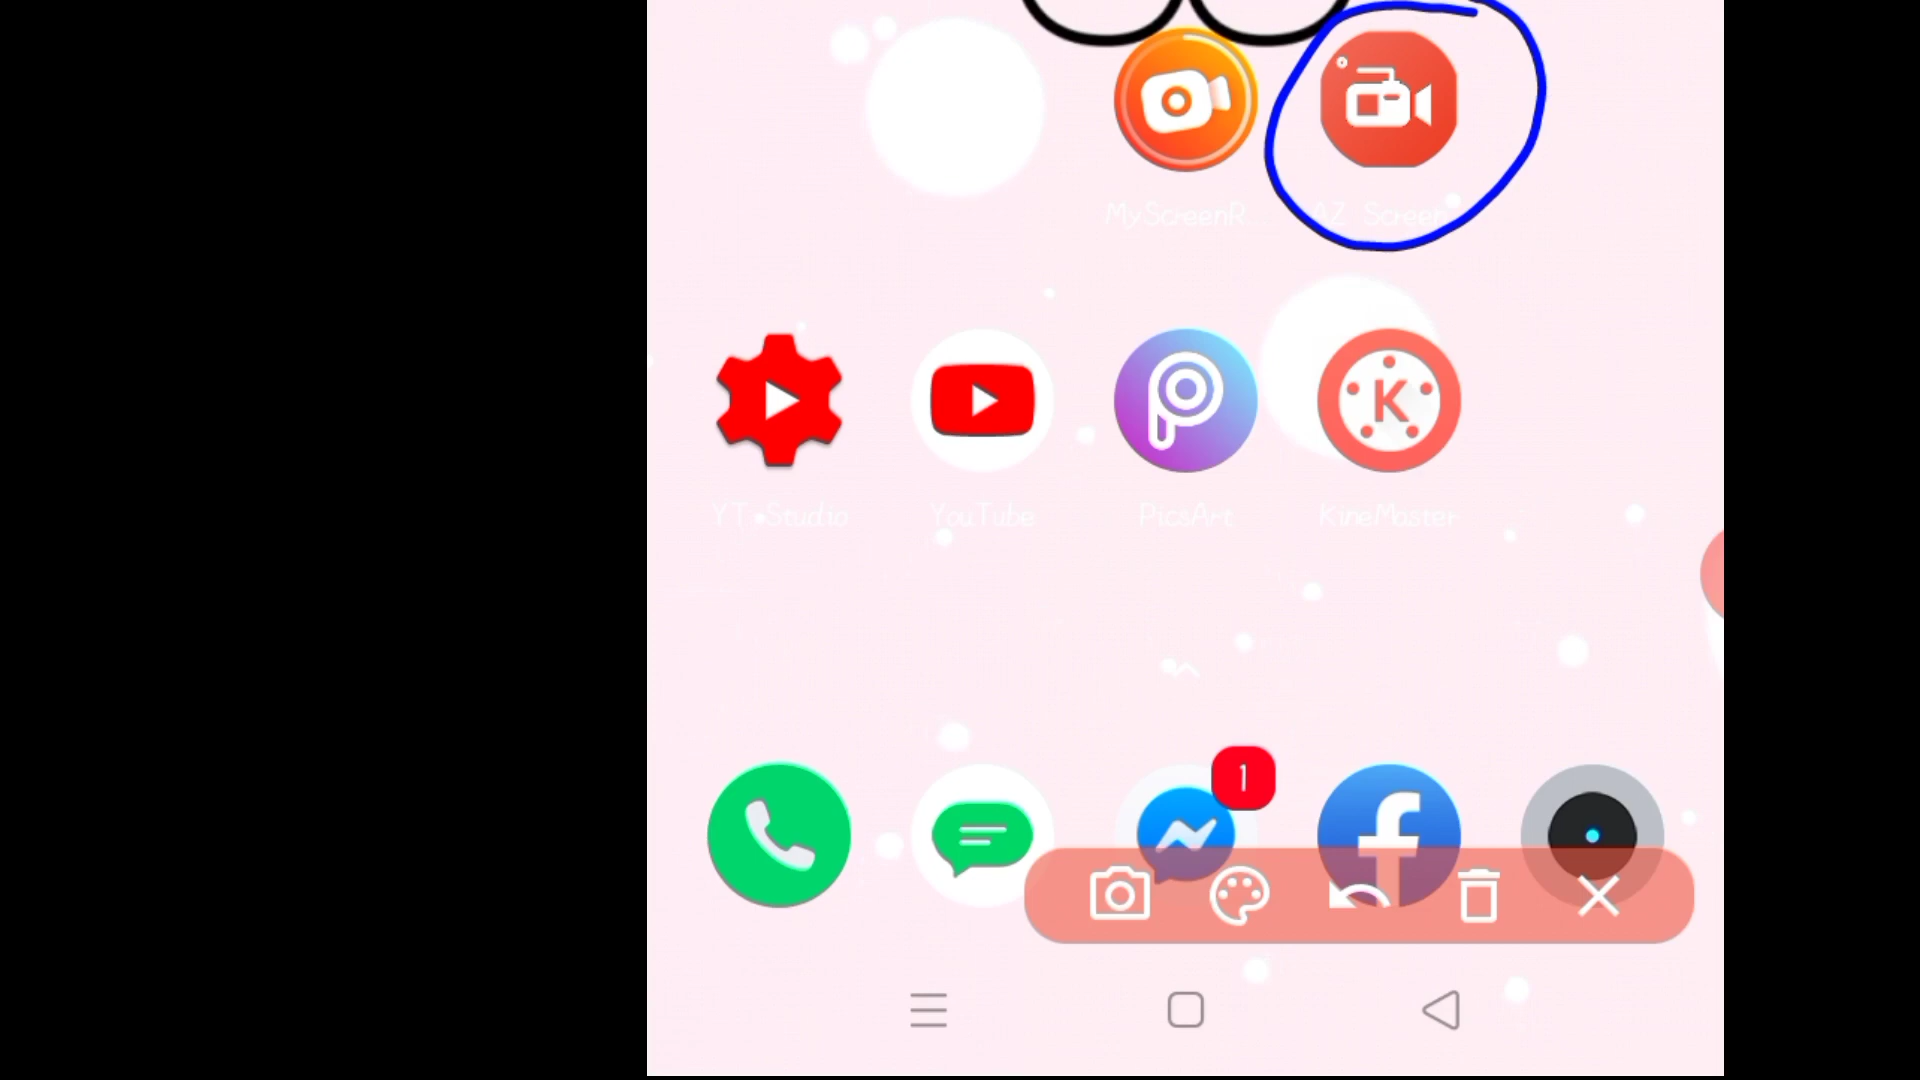 MyScreenR
AZ Screen
YT Studio
YouTube
PicsArt
KineMaster
1